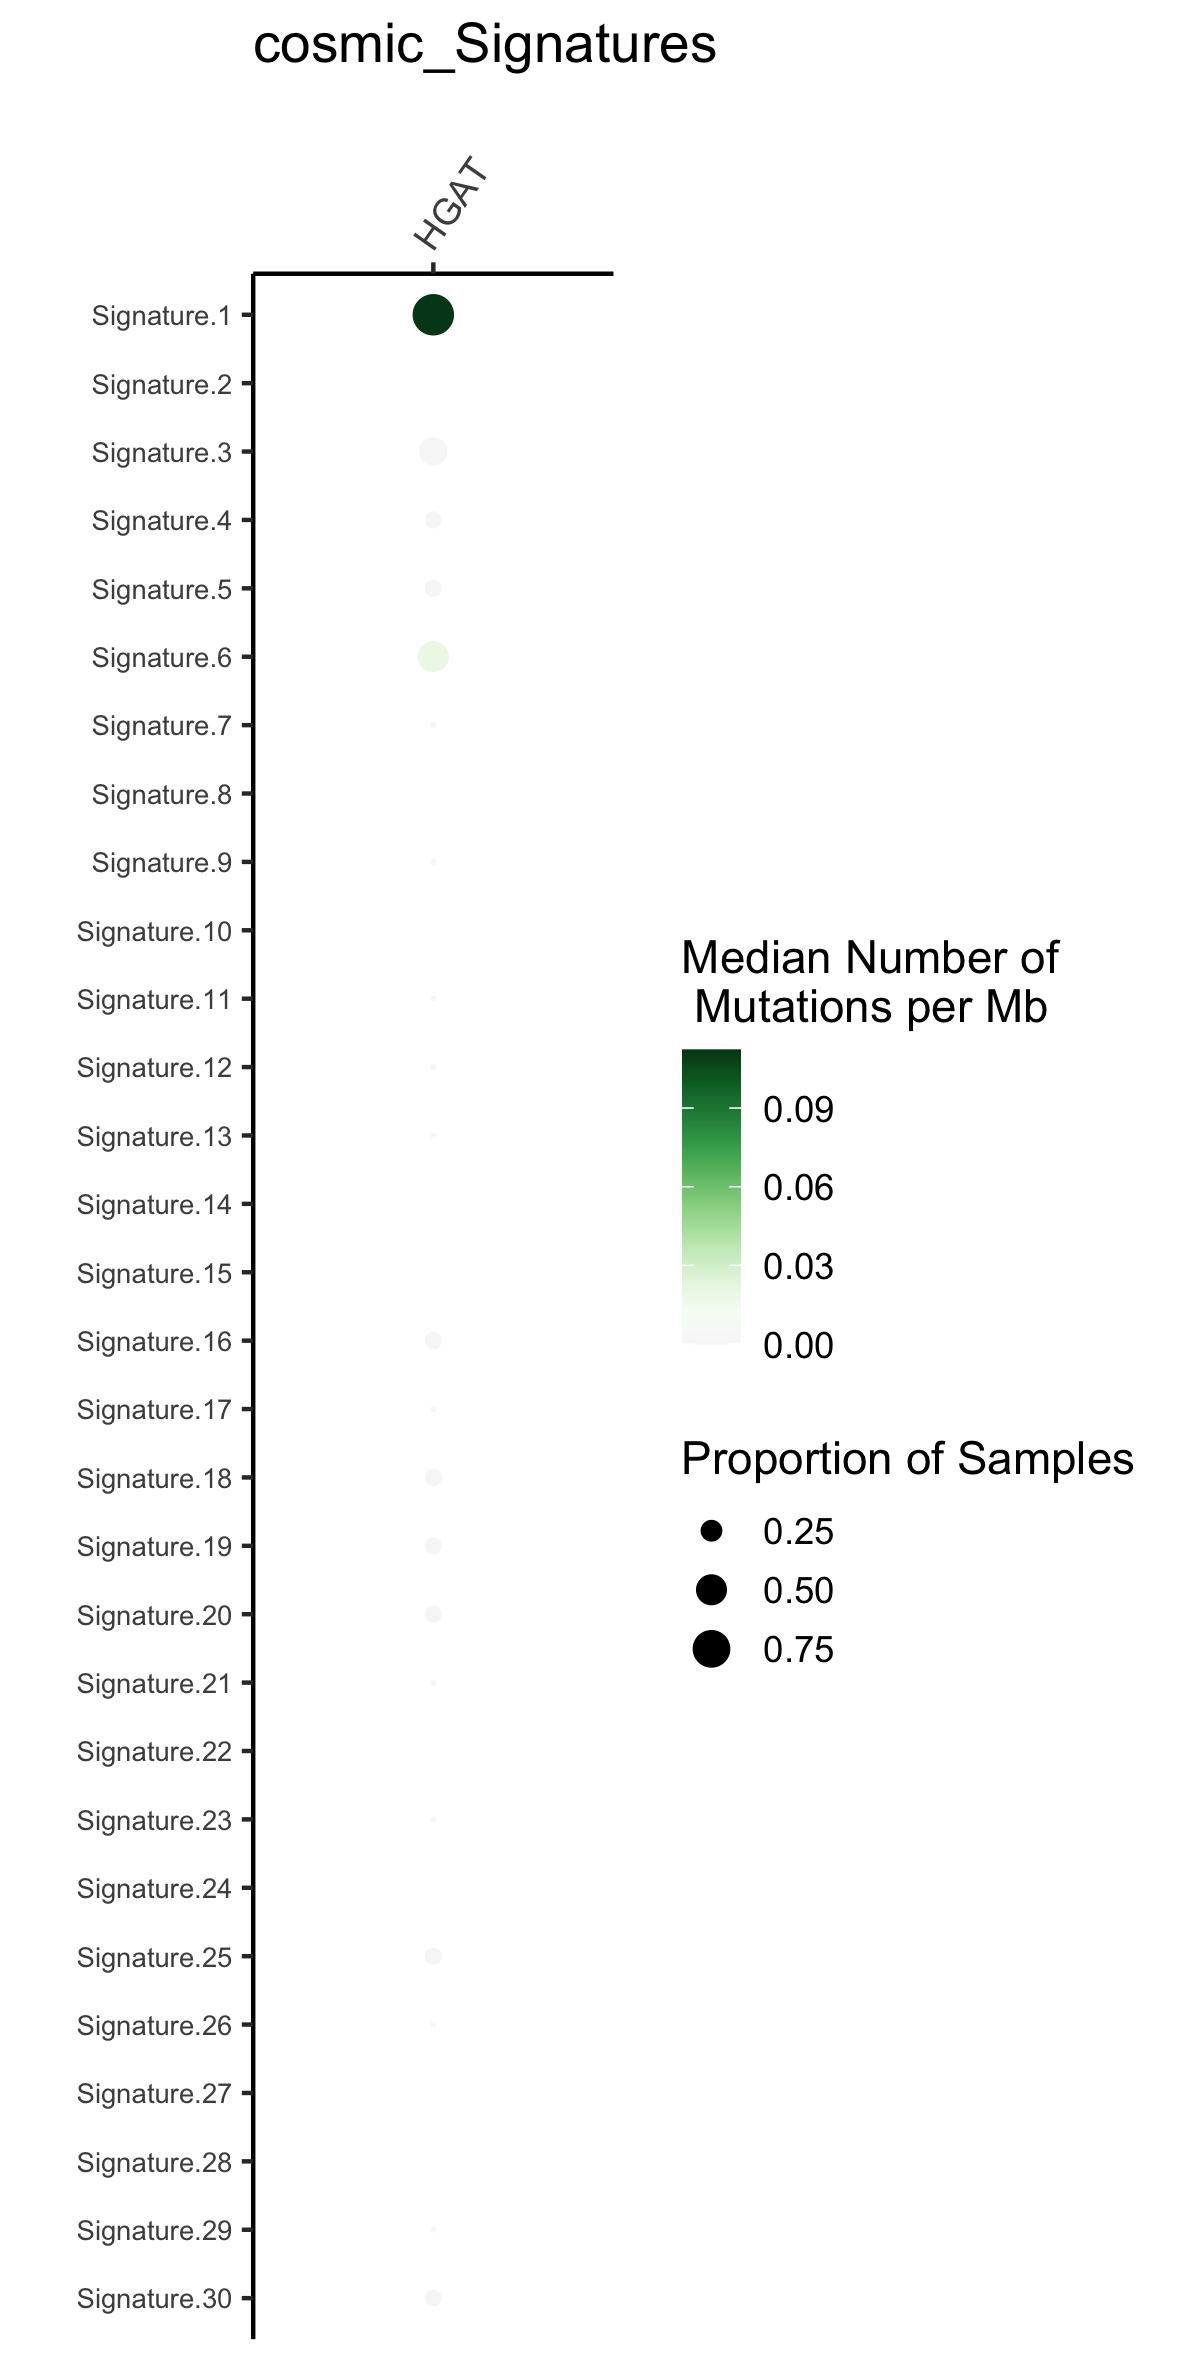 cosmic_Signatures
HGAT
Signature.1
Signature.2
Signature.3
Signature.4
Signature.5
Signature.6
Signature.7
Signature.8
Signature.9
Signature.10
Signature.11
Signature.12
Signature.13
Signature.14
Signature.15
Signature.16
Signature.17
Signature.18
Signature.19
Signature.20
Signature.21
Signature.22
Signature.23
Signature.24
Signature.25
Signature.26
Signature.27
Signature.28
Signature.29
Signature.30
Median Number of
Mutations per Mb
0.09
0.06
0.03
0.00
Proportion of Samples
0.25
0.50
0.75